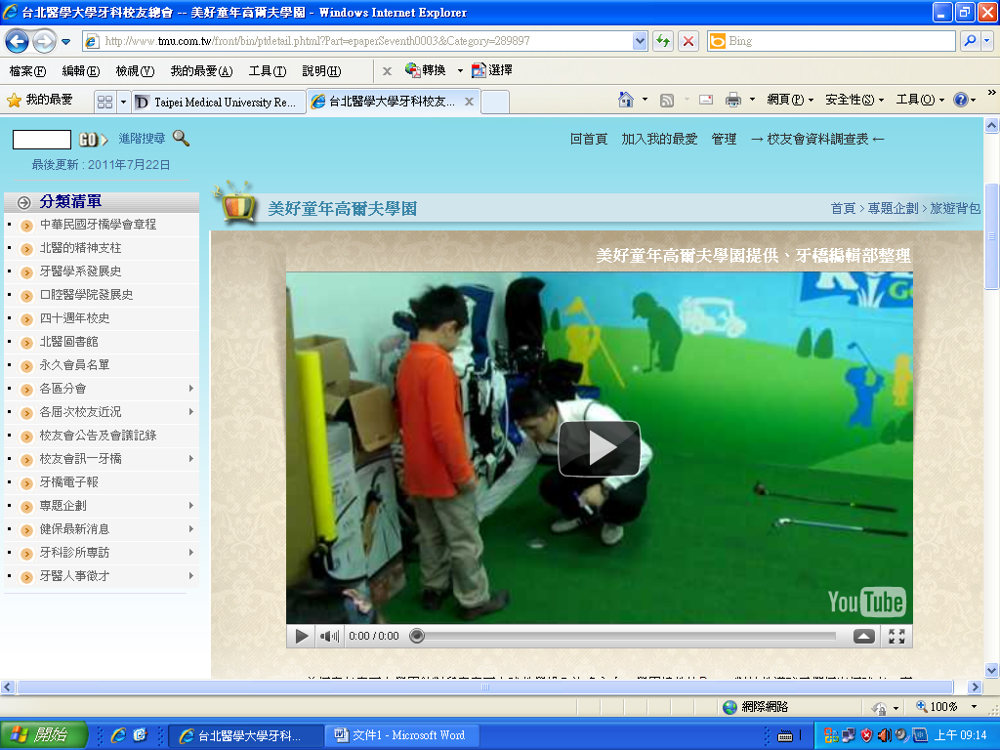 台北醫學大學牙科校友總會 -- 美好童年高爾夫學園 - Windows Internet Explorer
http://www.tmu.com.tw/front/bin/ptdetail.phtml?Part=epaperSeventh0003&Category=289897
Bing
檔案(F) 編輯(E) 檢視(V) 我的最愛(A) 工具(T) 說明(H) x 轉換 選擇
我的最愛 Taipei Medical University Re... 台北醫學大學牙科校友... 網頁(P) 安全性(S) 工具(O) »
GO 進階搜尋 回首頁 加入我的最愛 管理 →校友會資料調查表←
最後更新 : 2011年7月22日
分類清單
美好童年高爾夫學園 首頁 > 專題企劃 > 旅遊背包
中華民國牙橋學會章程
北醫的精神支柱
牙醫學系發展史
口腔醫學院發展史
四十週年校史
北醫圖書館
永久會員名單
各區分會
各屆次校友近況
校友會公告及會議記錄
校友會訊一牙橋
牙橋電子報
專題企劃
健保最新消息
牙科診所專訪
牙醫人事徵才
美好童年高爾夫學園提供、牙橋編輯部整理
YouTube
0:00 / 0:00
網際網路 100%
開始 台北醫學大學牙科... 文件1 - Microsoft Word 上午 09:14